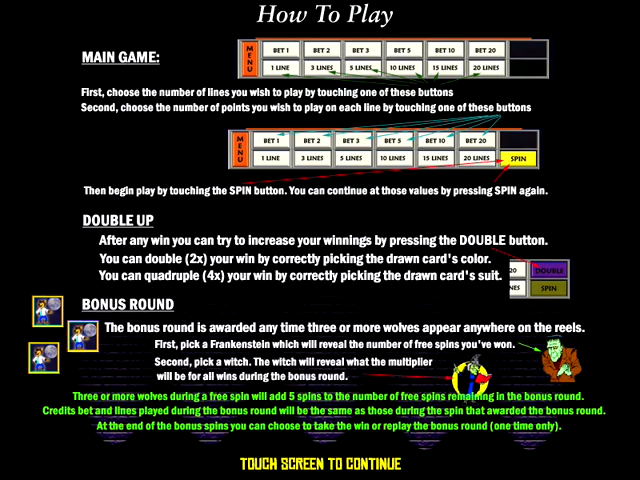 How To Play
MAIN GAME:
MENU
BET 1 BET 2 BET 3 BET 5 BET 10 BET 20
1 LINE 3 LINES 5 LINES 10 LINES 15 LINES 20 LINES
First, choose the number of lines you wish to play by touching one of these buttons
Second, choose the number of points you wish to play on each line by touching one of these buttons
MENU
BET 1 BET 2 BET 3 BET 5 BET 10 BET 20
1 LINE 3 LINES 5 LINES 10 LINES 15 LINES 20 LINES SPIN
Then begin play by touching the SPIN button. You can continue at those values by pressing SPIN again.
DOUBLE UP
After any win you can try to increase your winnings by pressing the DOUBLE button.
You can double (2x) your win by correctly picking the drawn card's color.
You can quadruple (4x) your win by correctly picking the drawn card's suit.
20 DOUBLE
NES SPIN
BONUS ROUND
The bonus round is awarded any time three or more wolves appear anywhere on the reels.
First, pick a Frankenstein which will reveal the number of free spins you've won.
Second, pick a witch. The witch will reveal what the multiplier
will be for all wins during the bonus round.
Three or more wolves during a free spin will add 5 spins to the number of free spins remaining in the bonus round.
Credits bet and lines played during the bonus round will be the same as those during the spin that awarded the bonus round.
At the end of the bonus spins you can choose to take the win or replay the bonus round (one time only).
TOUCH SCREEN TO CONTINUE